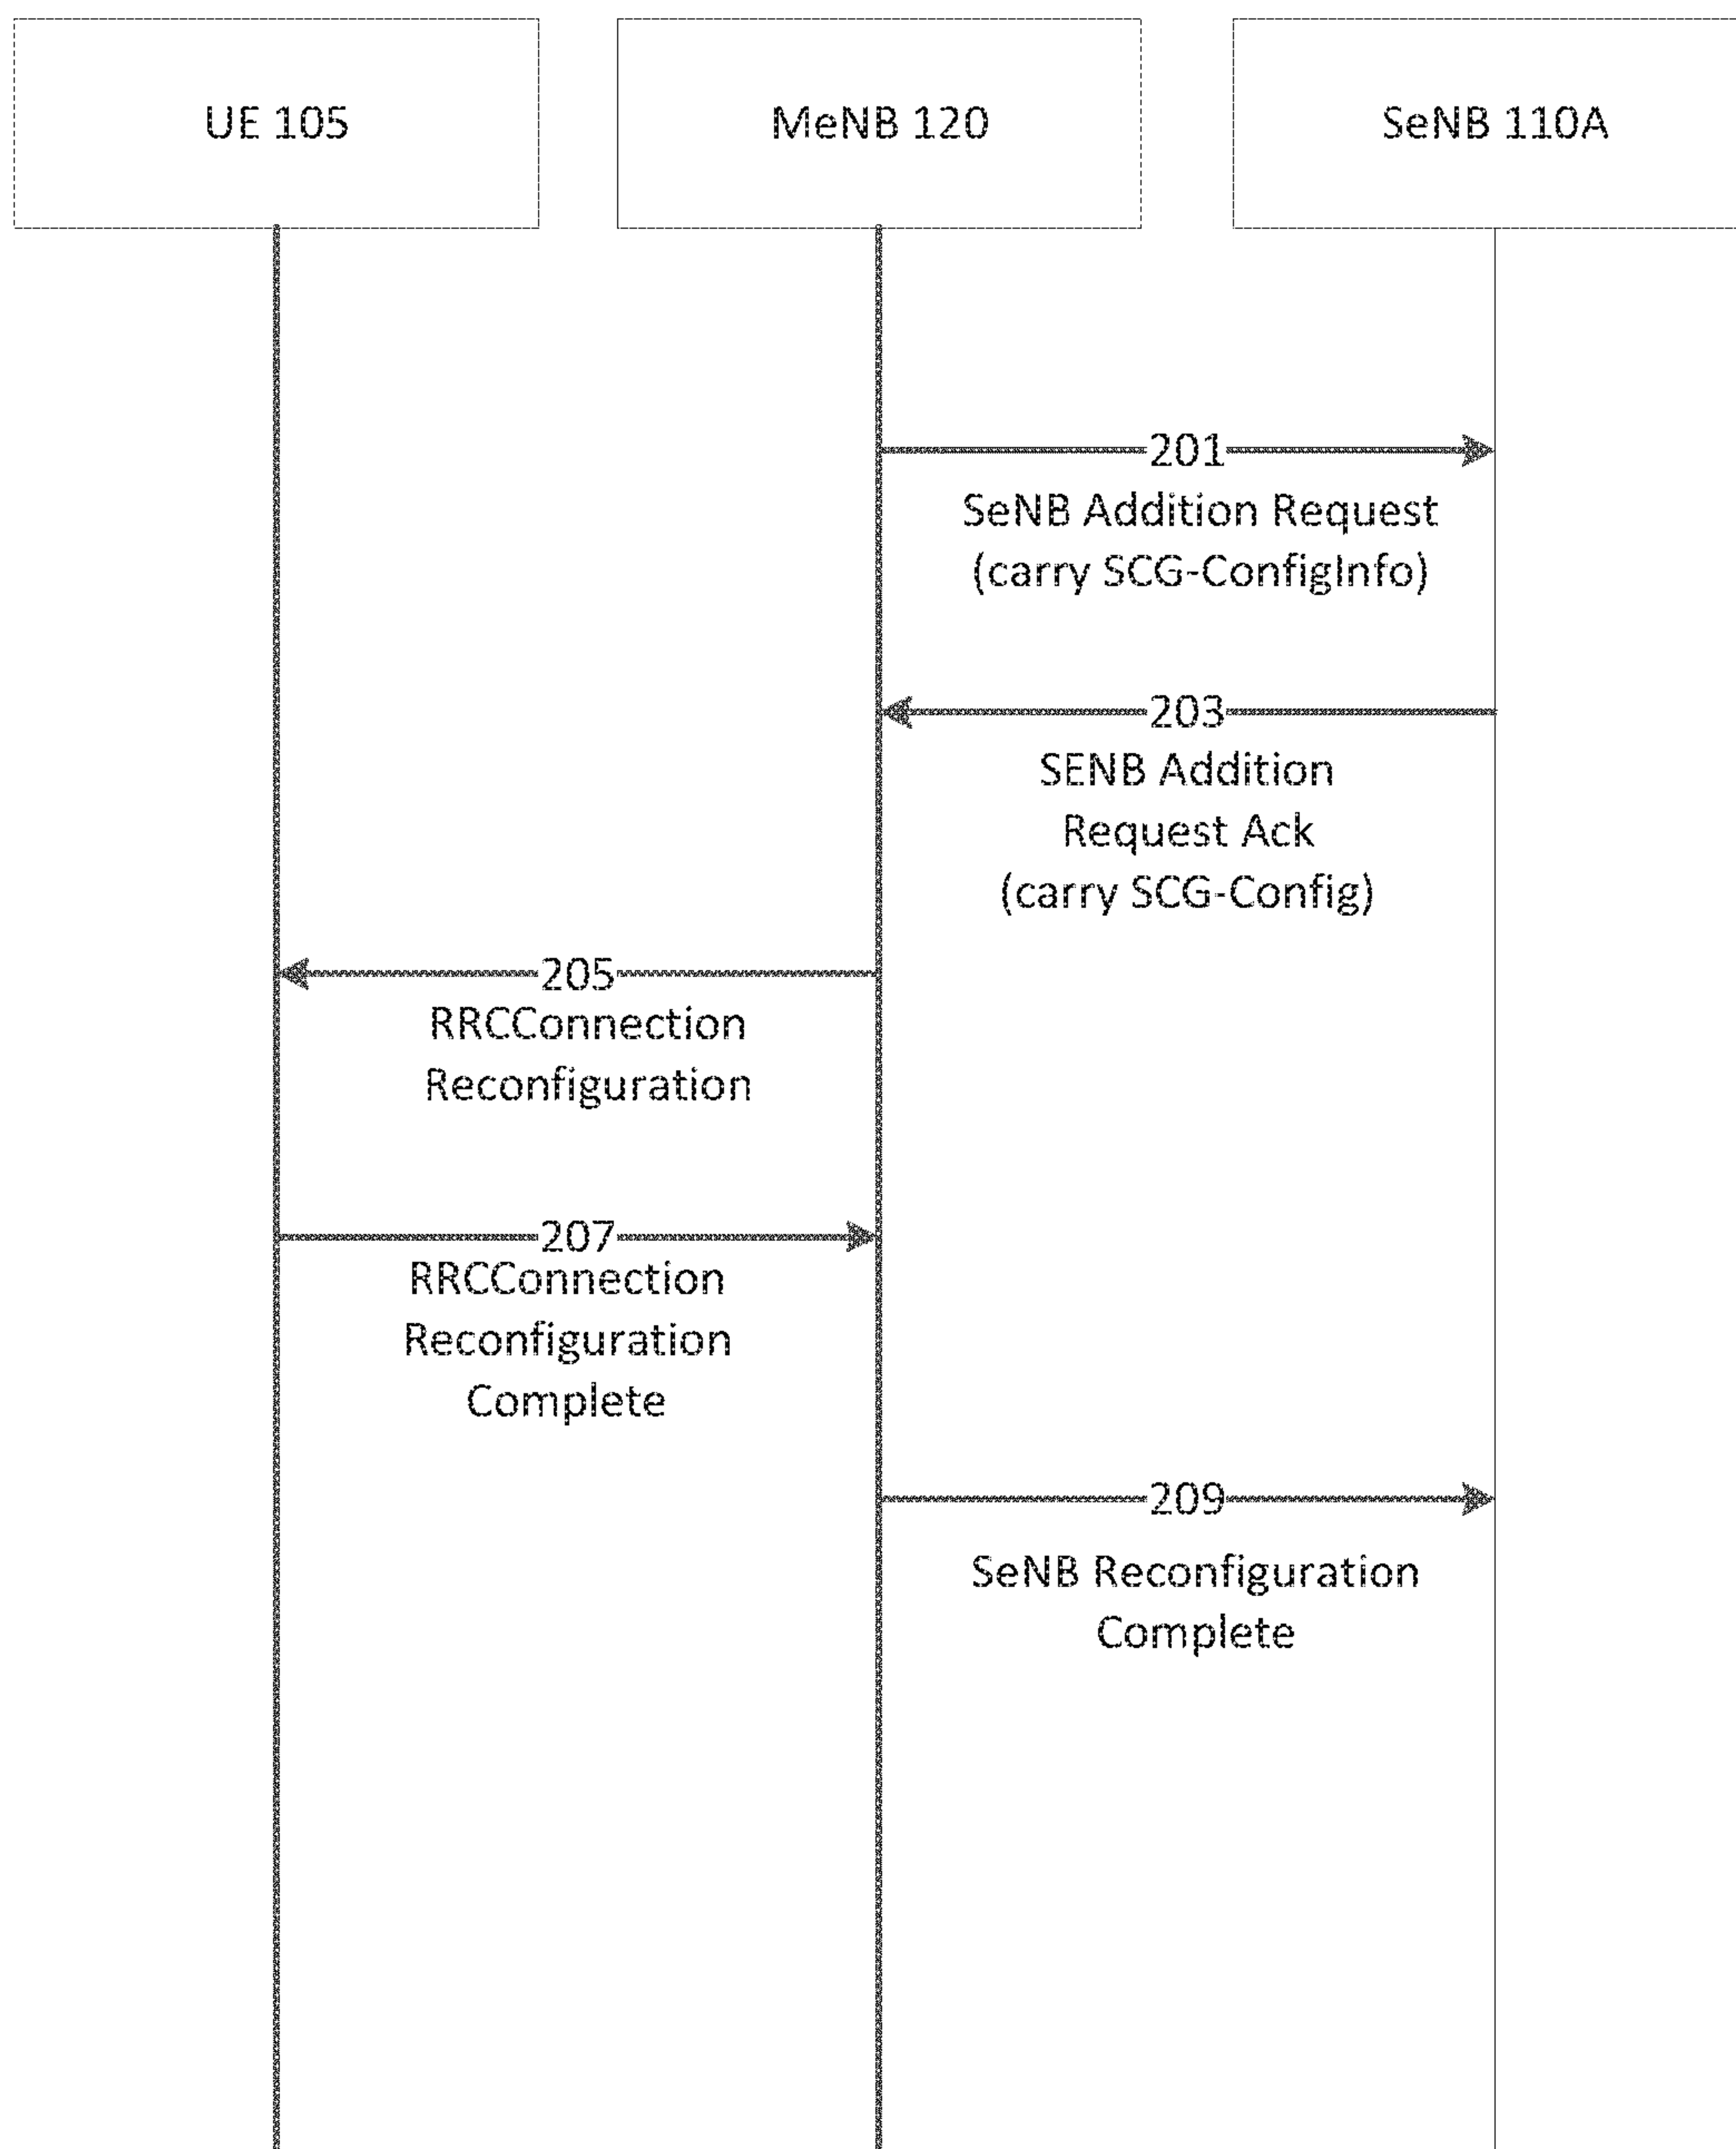 UE 105
MeNB 120
SeNB 110A
201
SeNB Addition Request
(carry SCG-ConfigInfo)
203
SENB Addition
Request Ack
(carry SCG-Config)
205
RRCConnection
Reconfiguration
207
RRCConnection
Reconfiguration
Complete
209
SeNB Reconfiguration
Complete